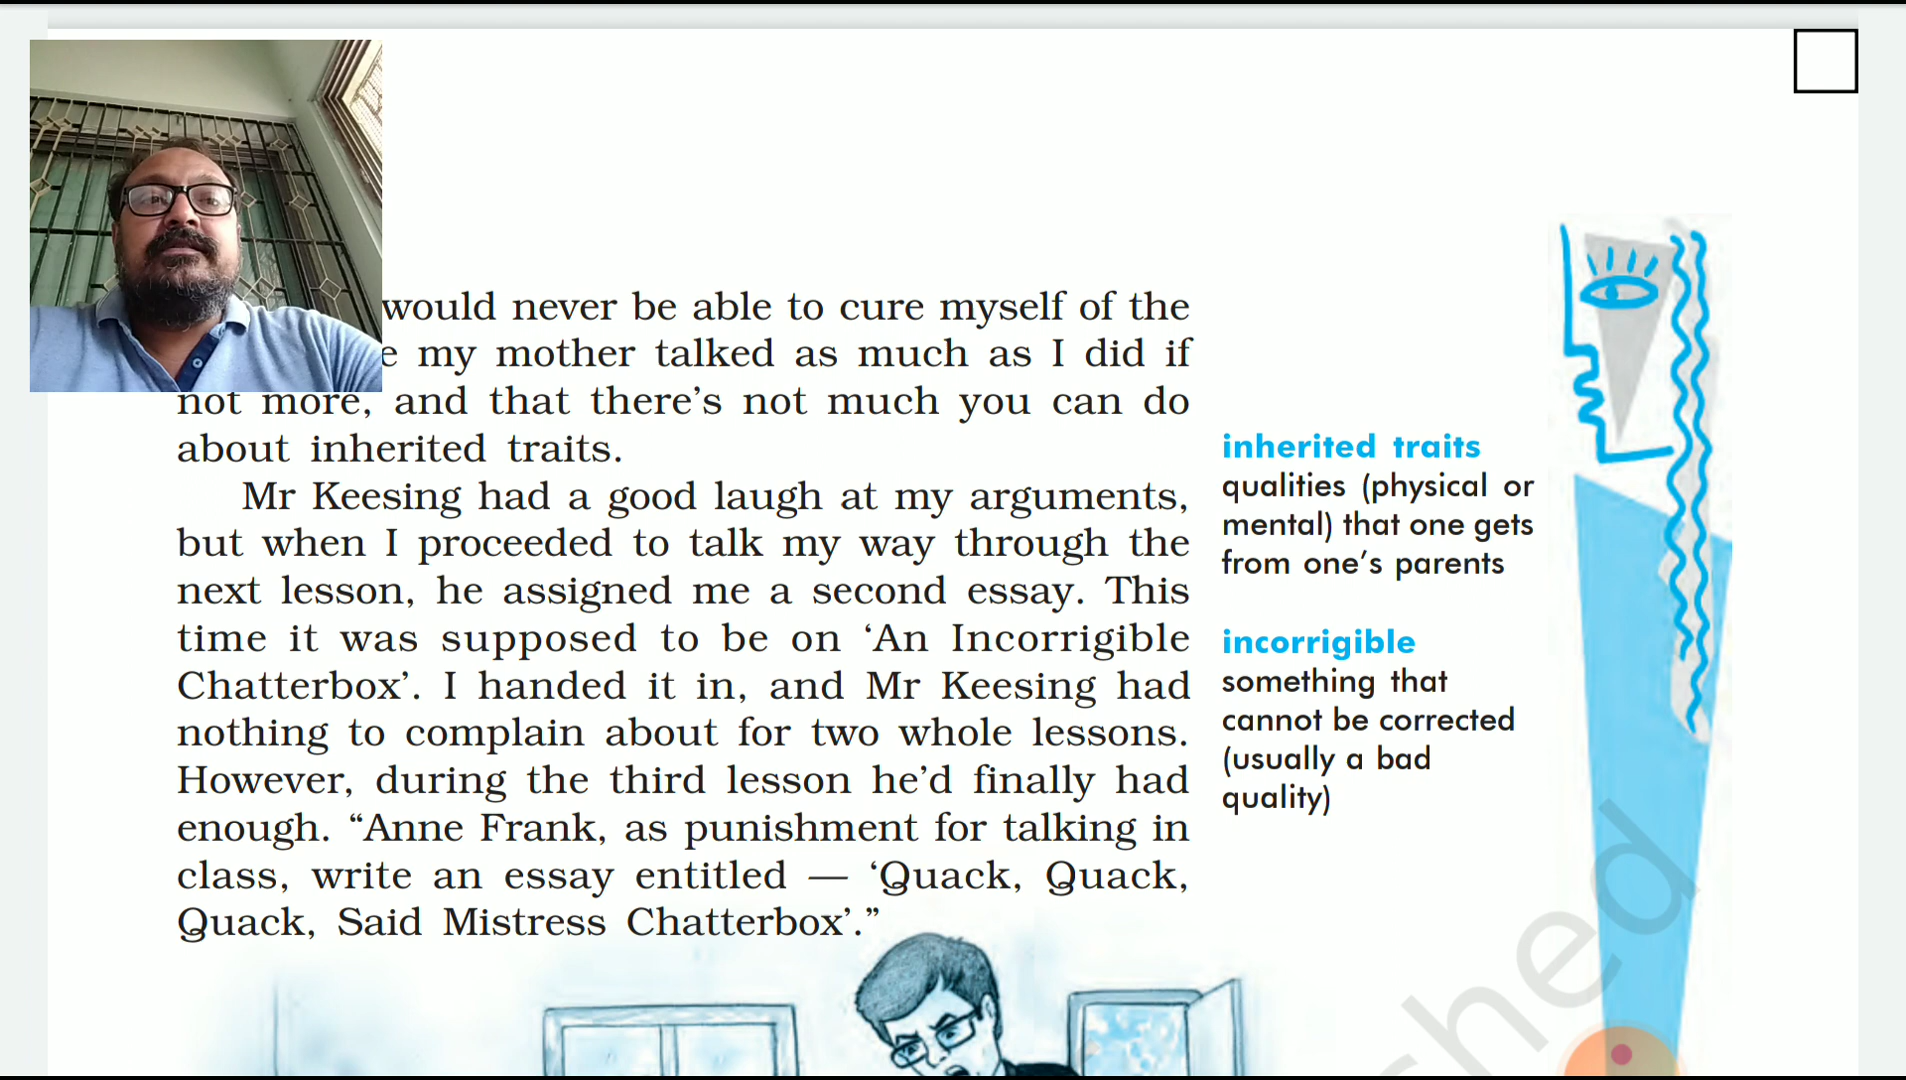 would never be able to cure myself of the
my mother talked as much as I did if
not more, and that there's not much you can do
about inherited traits.
Mr Keesing had a good laugh at my arguments,
but when I proceeded to talk my way through the
next lesson, he assigned me a second essay. This
time it was supposed to be on ‘An Incorrigible
Chatterbox’. I handed it in, and Mr Keesing had
nothing to complain about for two whole lessons.
However, during the third lesson he’d finally had
enough. “Anne Frank, as punishment for talking in
class, write an essay entitled — ‘Quack, Quack,
Quack, Said Mistress Chatterbox’.”
inherited traits
qualities (physical or
mental) that one gets
from one’s parents
incorrigible
something that
cannot be corrected
(usually a bad
quality)